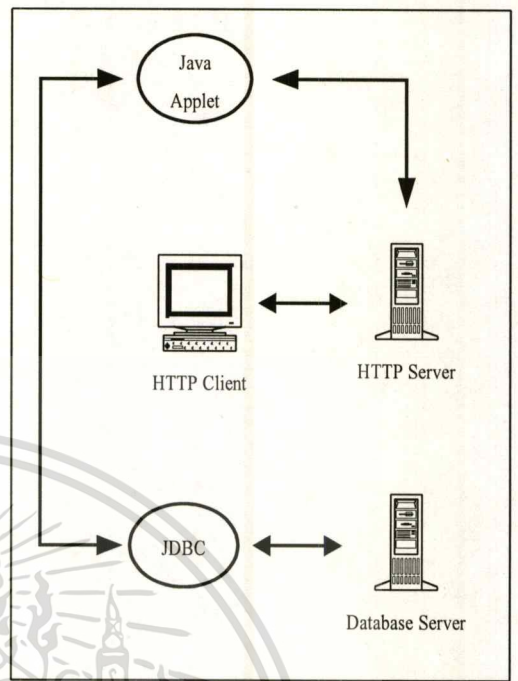 Java
Applet
HTTP Client
HTTP Server
JDBC
Database Server